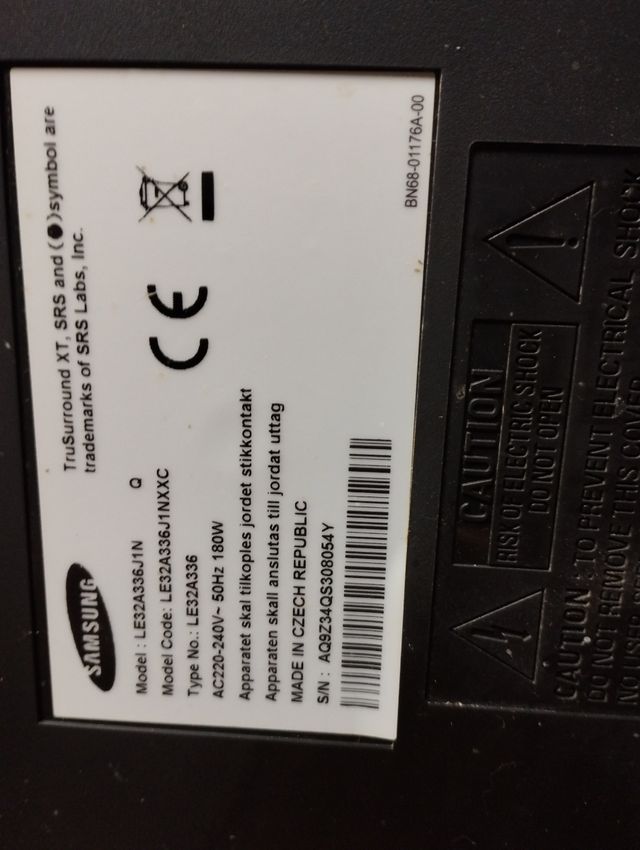 SAMSUNG
TruSurround XT, SRS and (●) symbol are
trademarks of SRS Labs, Inc.
Model : LE32A336J1N Q
Model Code: LE32A336J1NXXC
Type No.: LE32A336
AC220-240V~ 50Hz 180W
Apparatet skal tilkoples jordet stikkontakt
Apparaten skall anslutas till jordat uttag
MADE IN CZECH REPUBLIC
S/N : AQ9Z34QS308054Y
CE
BN68-01176A-00
CAUTION
RISK OF ELECTRIC SHOCK
DO NOT OPEN
CAUTION : TO PREVENT ELECTRICAL SHOCK
DO NOT REMOVE THIS COVER
NO USER